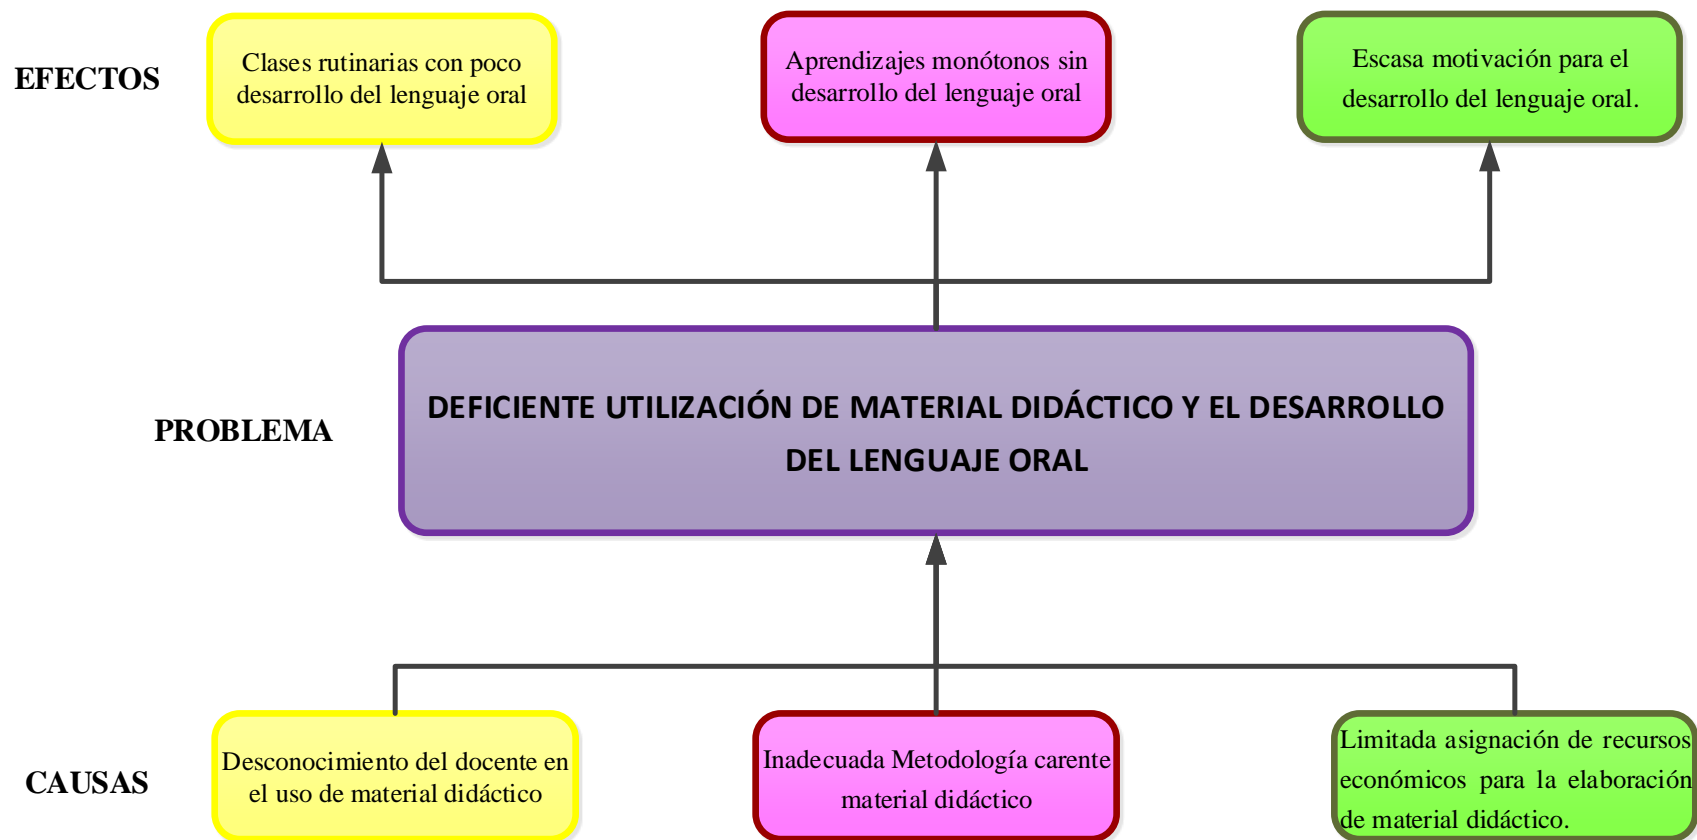 EFECTOS
Clases rutinarias con poco
desarrollo del lenguaje oral
Aprendizajes monótonos sin
desarrollo del lenguaje oral
Escasa motivación para el
desarrollo del lenguaje oral.
PROBLEMA
DEFICIENTE UTILIZACIÓN DE MATERIAL DIDÁCTICO Y EL DESARROLLO
DEL LENGUAJE ORAL
CAUSAS
Desconocimiento del docente en
el uso de material didáctico
Inadecuada Metodología carente
material didáctico
Limitada asignación de recursos
económicos para la elaboración
de material didáctico.